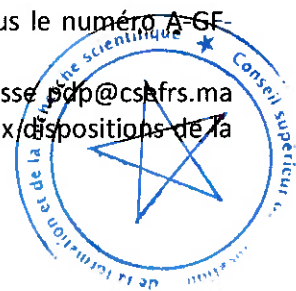 us le numéro A-GF-
sse pdp@csefrs.ma
x dispositions de la
Conseil supérieur
de la formation et de la recherche scientifique